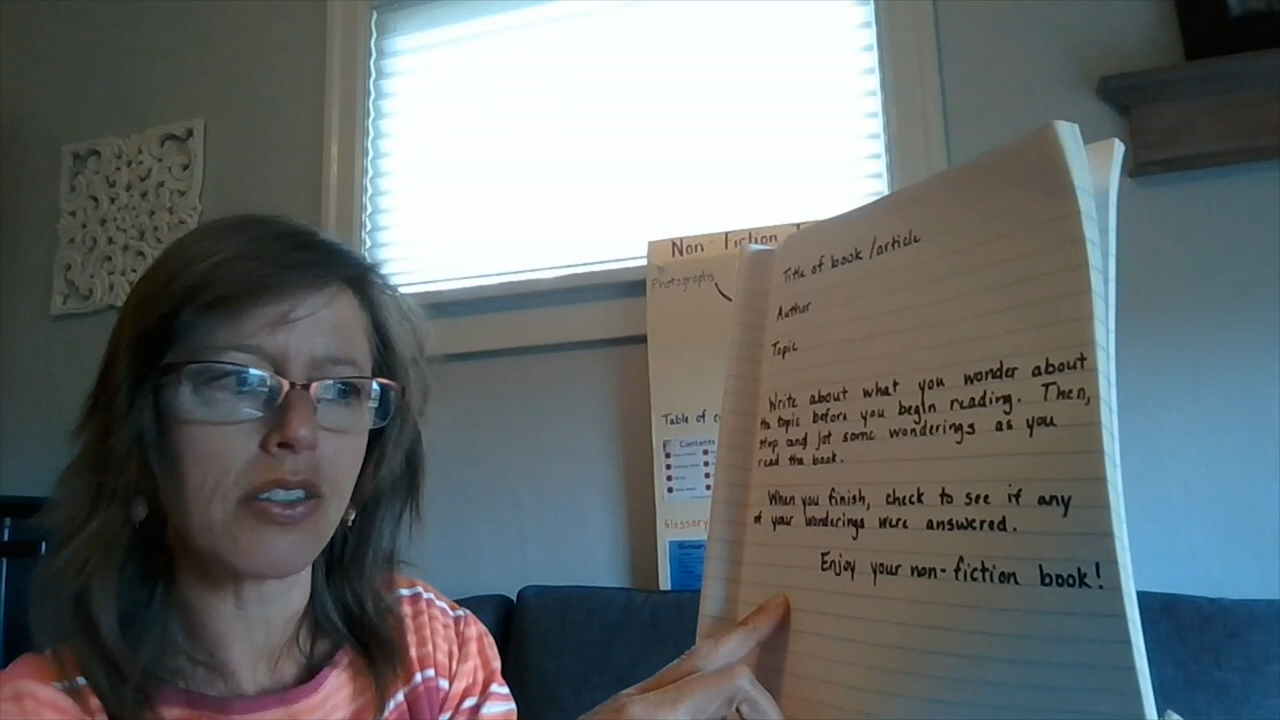 Non Fiction
Photographs
Table of
Contents
Glossary
Title of book/article
Author
Topic
Write about what you wonder about
the topic before you begin reading. Then,
stop and jot some wonderings as you
read the book.
When you finish, check to see if any
of your wonderings were answered.
Enjoy your non-fiction book!